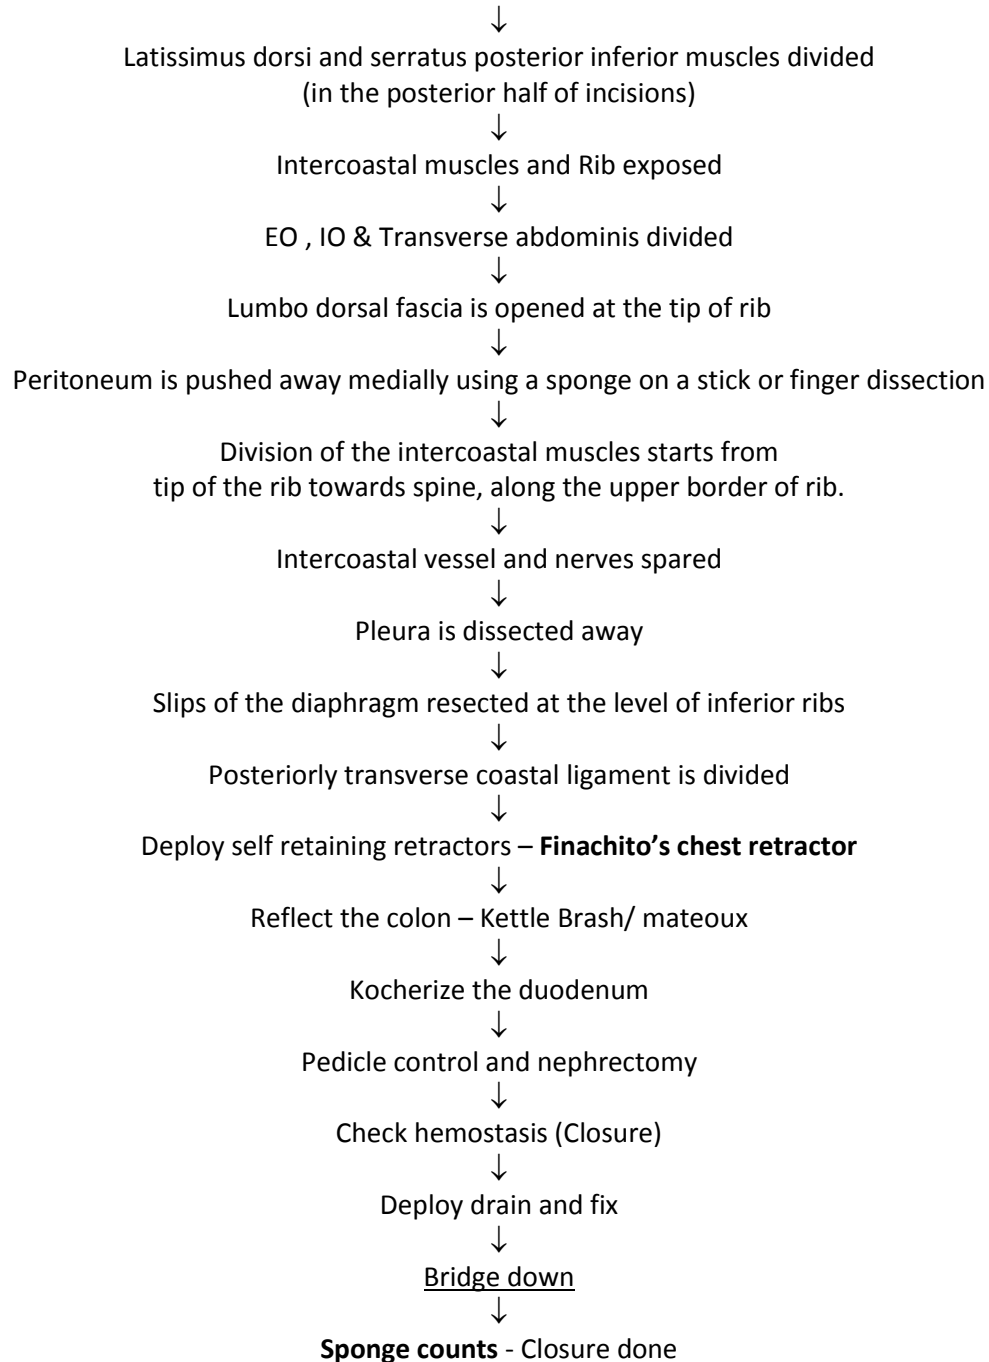 ↓
Latissimus dorsi and serratus posterior inferior muscles divided
(in the posterior half of incisions)
↓
Intercoastal muscles and Rib exposed
↓
EO , IO & Transverse abdominis divided
↓
Lumbo dorsal fascia is opened at the tip of rib
↓
Peritoneum is pushed away medially using a sponge on a stick or finger dissection
↓
Division of the intercoastal muscles starts from
tip of the rib towards spine, along the upper border of rib.
↓
Intercoastal vessel and nerves spared
↓
Pleura is dissected away
↓
Slips of the diaphragm resected at the level of inferior ribs
↓
Posteriorly transverse coastal ligament is divided
↓
Deploy self retaining retractors – Finachito’s chest retractor
↓
Reflect the colon – Kettle Brash/ mateoux
↓
Kocherize the duodenum
↓
Pedicle control and nephrectomy
↓
Check hemostasis (Closure)
↓
Deploy drain and fix
↓
Bridge down
↓
Sponge counts - Closure done